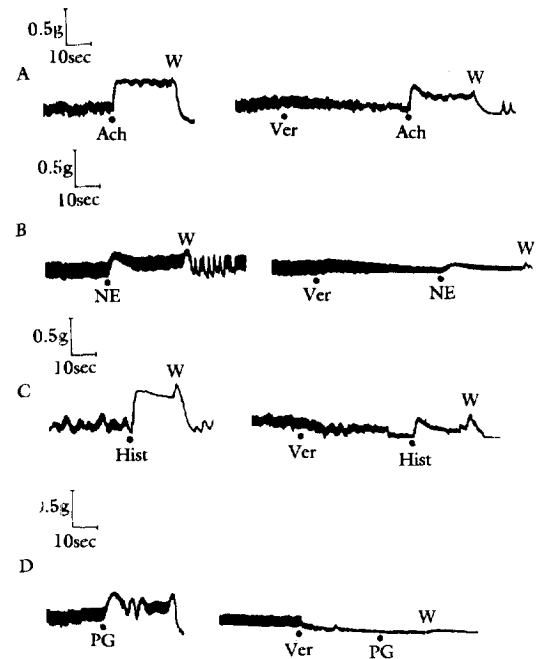 0.5g
10sec
A
W
W
Ach
Ver
Ach
0.5g
10sec
B
W
W
NE
Ver
NE
0.5g
10sec
C
W
W
Hist
Ver
Hist
.5g
10sec
D
W
PG
Ver
PG